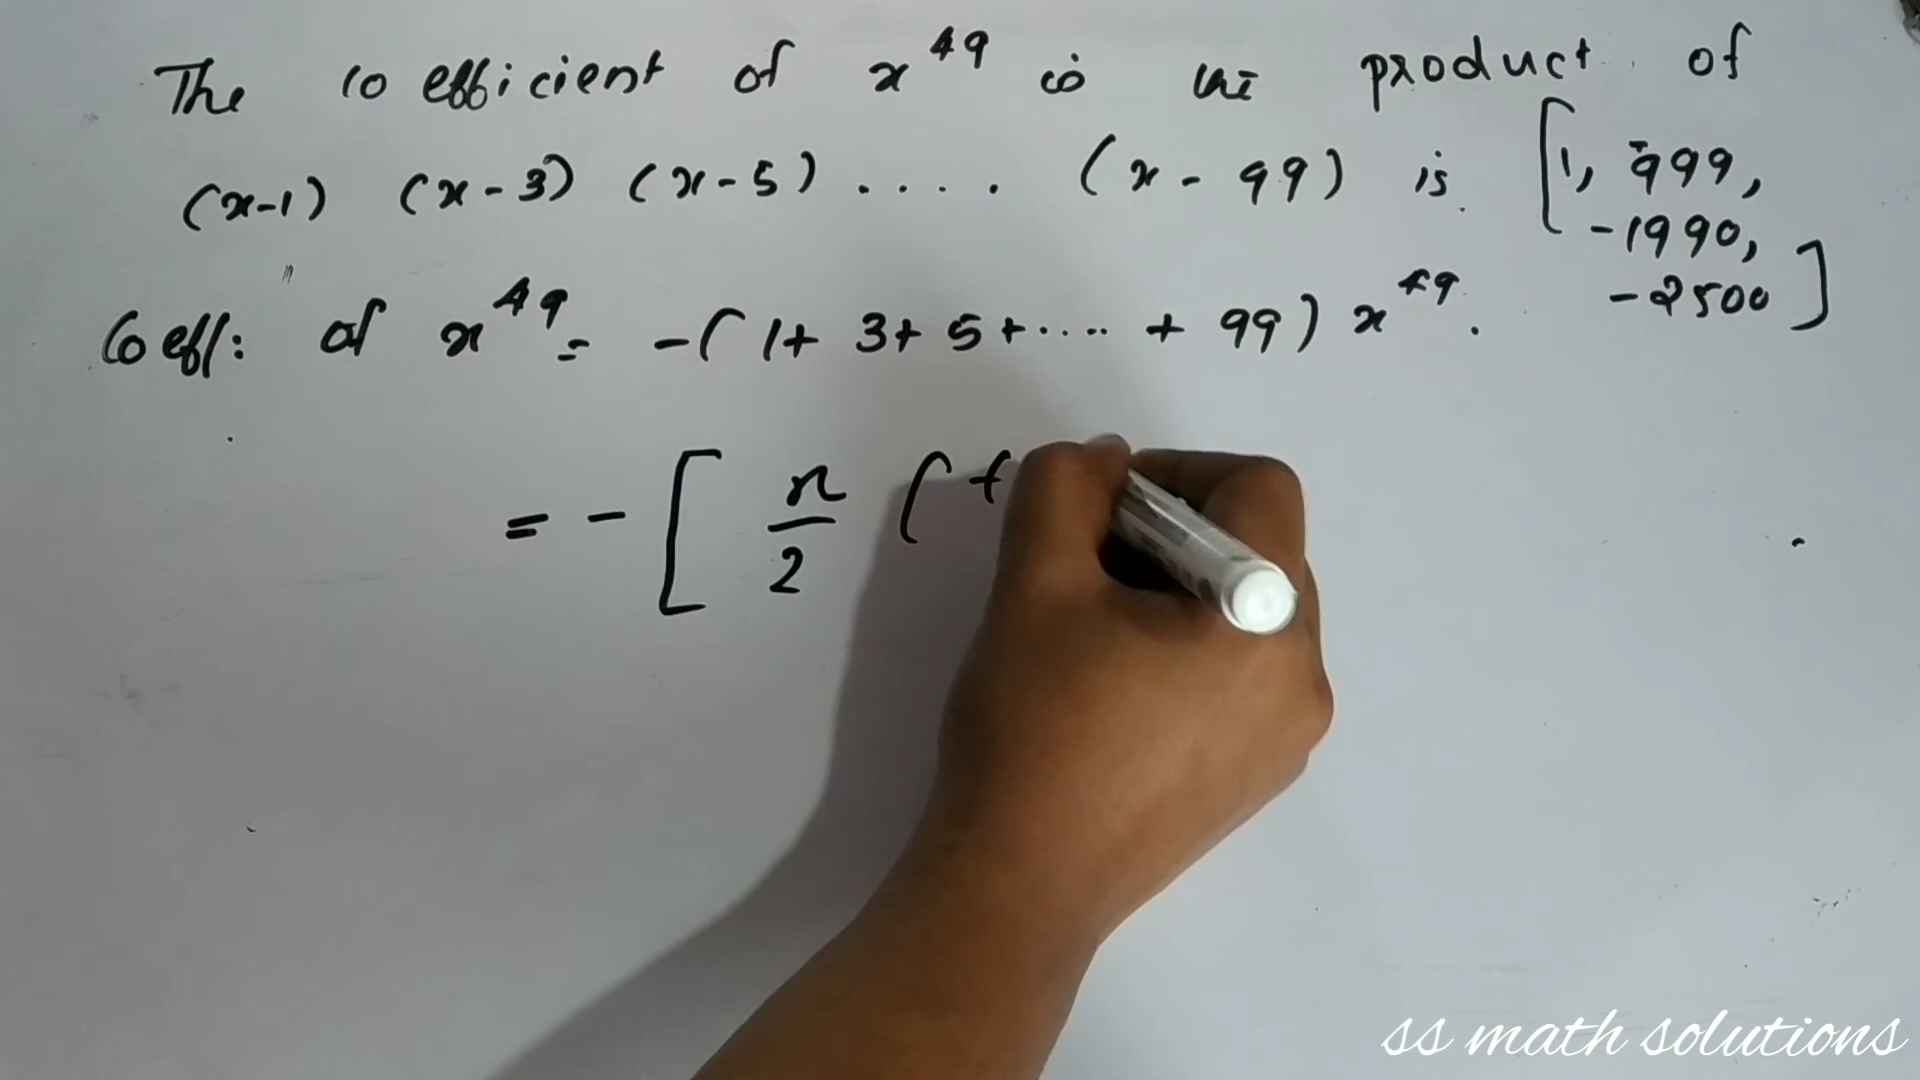 The coefficient of x^49 in the product of
(x-1) (x-3) (x-5) .... (x-99) is [1, -999,
-1990,
-2500]
Coeff: of x^49 = -(1+ 3+ 5+.... + 99) x^49.
= - [ n/2 ( f
ss math solutions